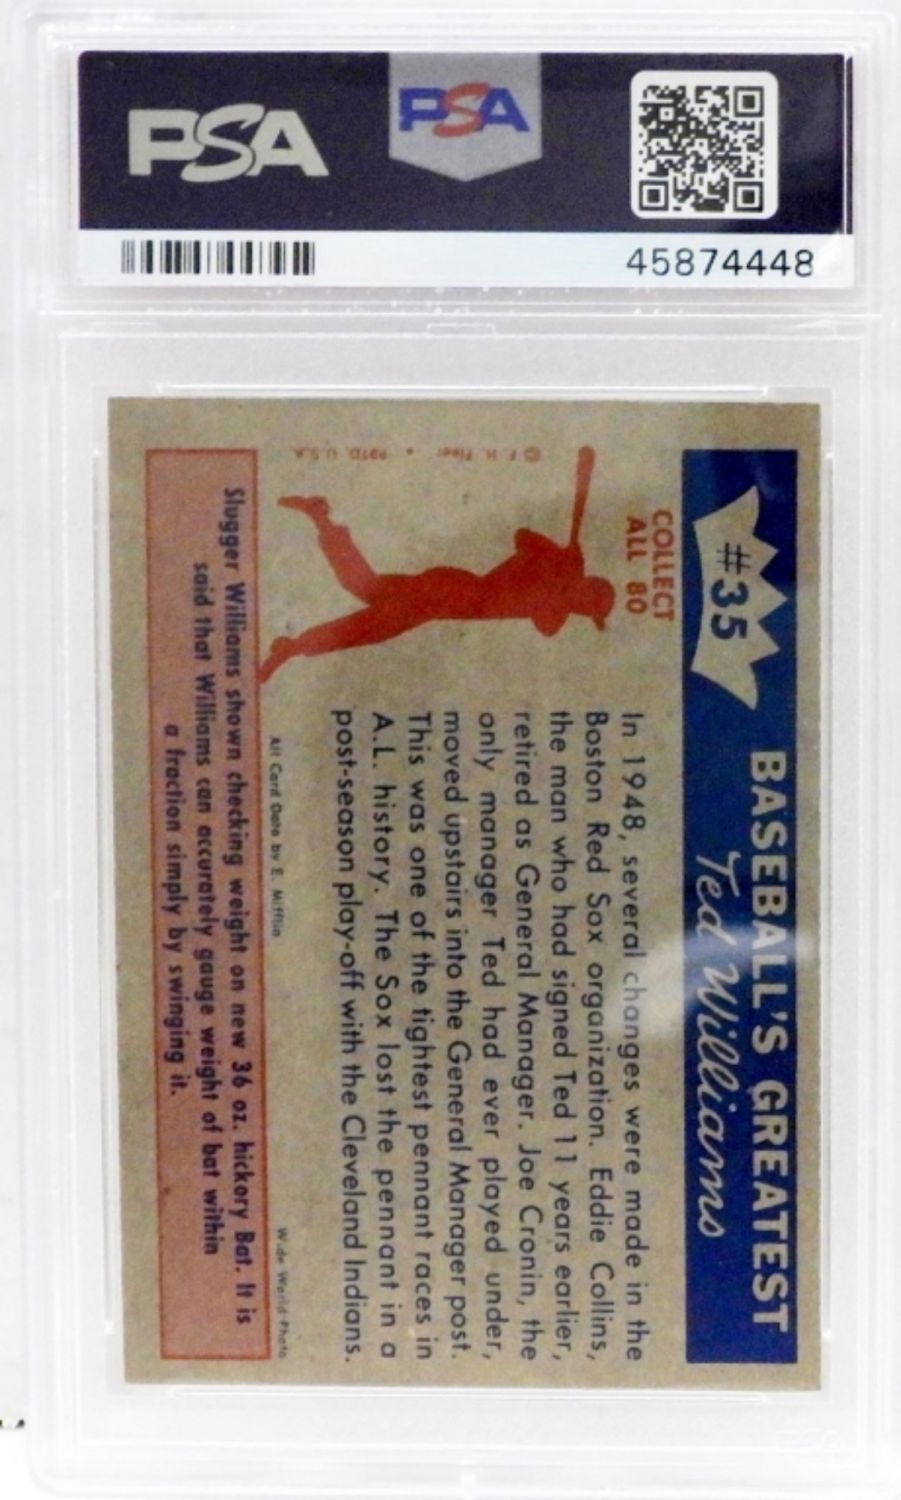 PSA
PSA
45874448
#35
BASEBALL'S GREATEST
Ted Williams
COLLECT
ALL 80
In 1948, several changes were made in the
Boston Red Sox organization. Eddie Collins,
the man who had signed Ted 11 years earlier,
retired as General Manager. Joe Cronin, the
only manager Ted had ever played under,
moved upstairs into the General Manager post.
This was one of the tightest pennant races in
A.L. history. The Sox lost the pennant in a
post-season play-off with the Cleveland Indians.
© F. H. Fleer • PRTD. U.S.A.
All Card Data by E. Mifflin
Wide World Photo
Slugger Williams shown checking weight on new 36 oz. hickory Bat. It is
said that Williams can accurately gauge weight of bat within
a fraction simply by swinging it.